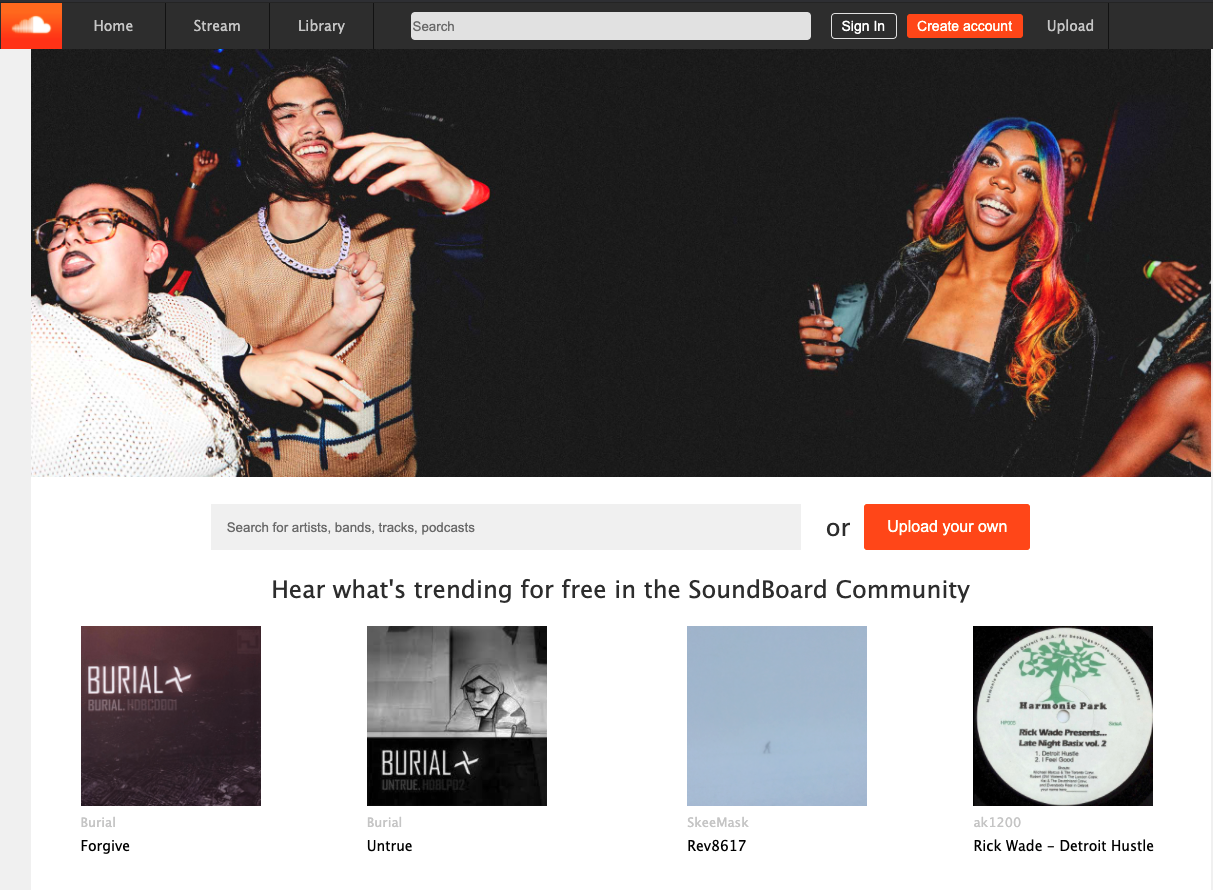 Home
Stream
Library
Search
Sign In
Create account
Upload
Search for artists, bands, tracks, podcasts
or
Upload your own
Hear what's trending for free in the SoundBoard Community
BURIAL
BURIAL. HDBCD001
BURIAL
UNTRUE. HDBLP02
Harmonie Park
Rick Wade Presents...
Late Night Basix vol. 2
1. Detroit Hustle
2. I Feel Good
Burial
Forgive
Burial
Untrue
SkeeMask
Rev8617
ak1200
Rick Wade – Detroit Hustle